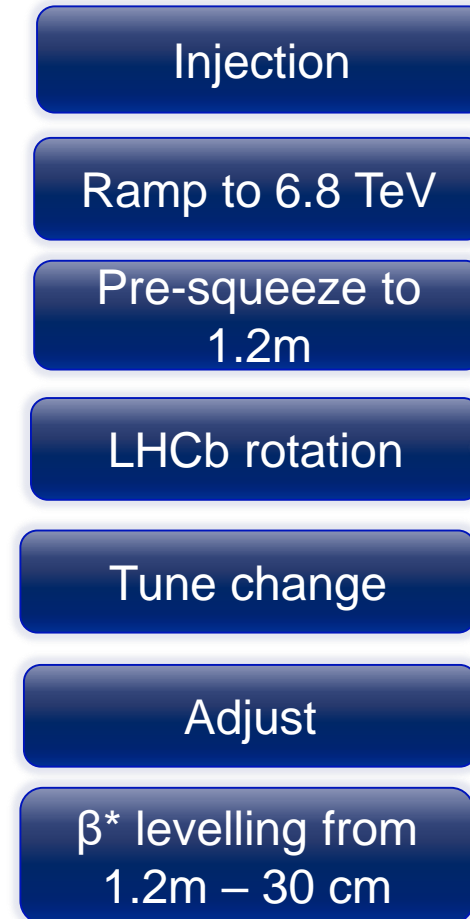 Injection
Ramp to 6.8 TeV
Pre-squeeze to
1.2m
LHCb rotation
Tune change
Adjust
β* levelling from
1.2m – 30 cm